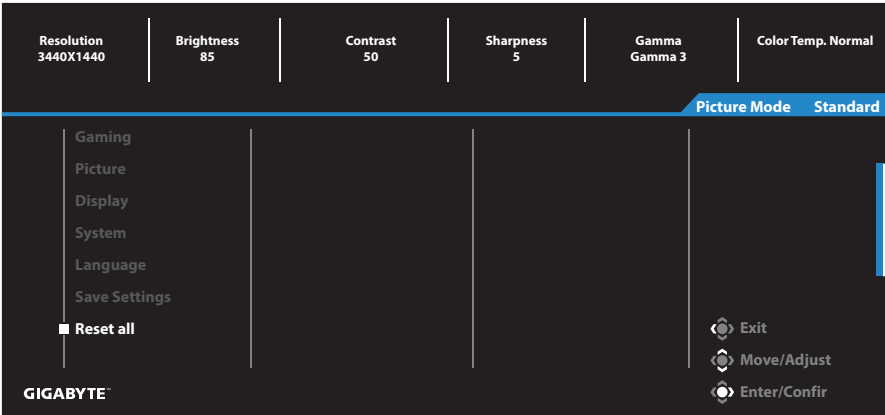 Resolution
3440X1440
Brightness
85
Contrast
50
Sharpness
5
Gamma
Gamma 3
Color Temp. Normal
Picture Mode Standard
Gaming
Picture
Display
System
Language
Save Settings
Reset all
Exit
Move/Adjust
Enter/Confir
GIGABYTE™